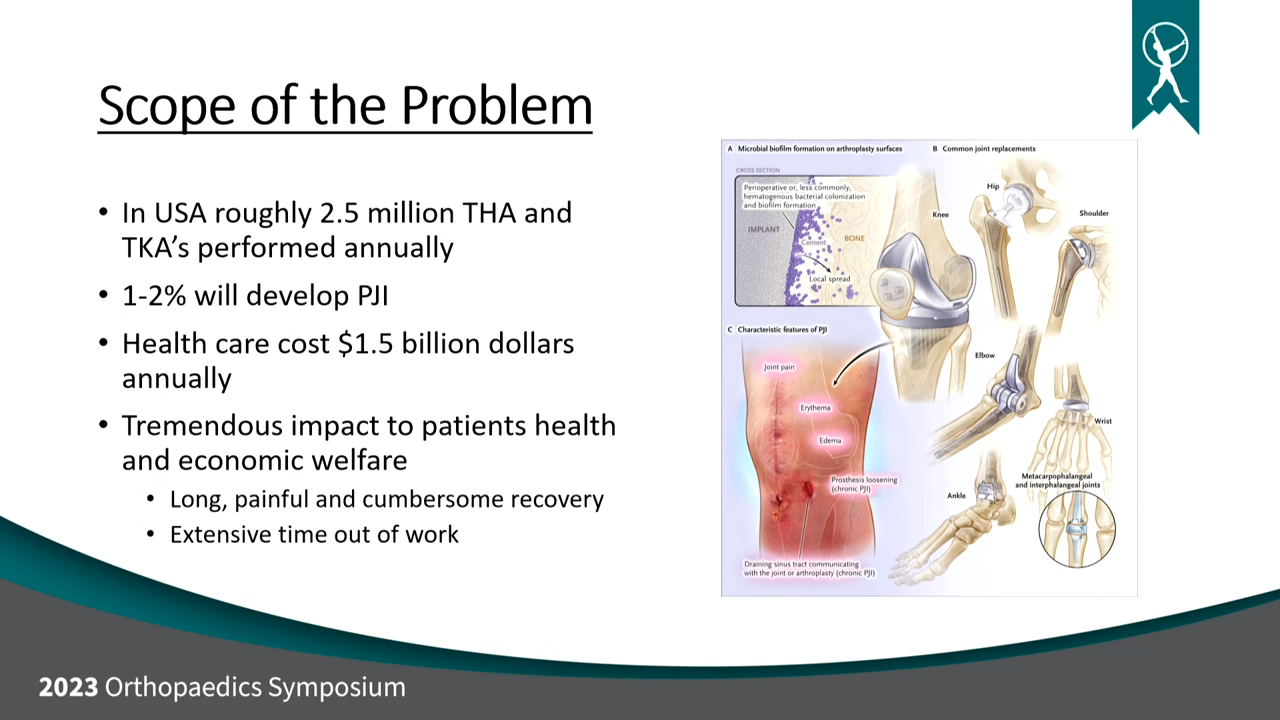 Scope of the Problem
• In USA roughly 2.5 million THA and
TKA’s performed annually
• 1-2% will develop PJI
• Health care cost $1.5 billion dollars
annually
• Tremendous impact to patients health
and economic welfare
• Long, painful and cumbersome recovery
• Extensive time out of work
A Microbial biofilm formation on arthroplasty surfaces
CROSS SECTION
Perioperative or, less commonly,
hematogenous bacterial colonization
and biofilm formation
IMPLANT
Cement
BONE
Local spread
B Common joint replacements
Hip
Knee
Shoulder
Elbow
Wrist
Metacarpophalangeal
and interphalangeal joints
Ankle
C Characteristic features of PJI
Joint pain
Erythema
Edema
Prosthesis loosening
(chronic PJI)
Draining sinus tract communicating
with the joint or arthroplasty (chronic PJI)
2023 Orthopaedics Symposium